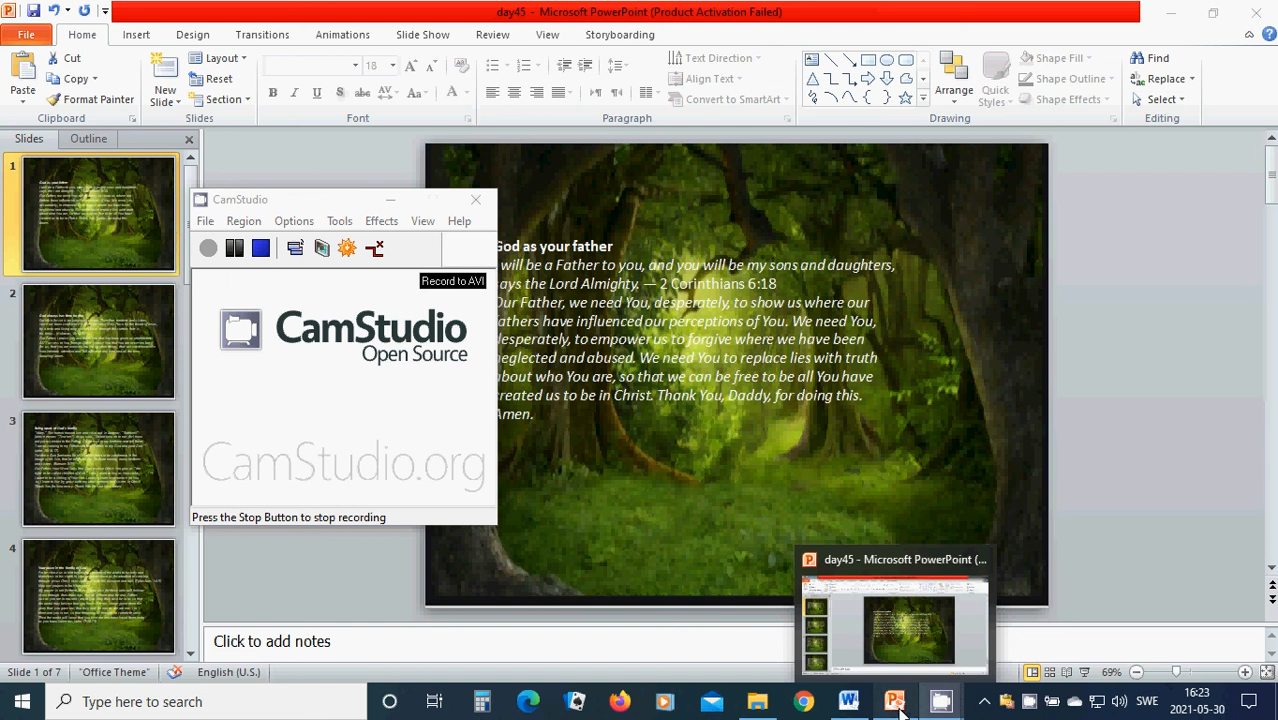 day45 - Microsoft PowerPoint (Product Activation Failed)
File Home Insert Design Transitions Animations Slide Show Review View Storyboarding
Paste
Cut
Copy
Format Painter
Clipboard
New Slide
Layout
Reset
Section
Slides
18
B I U S abc AV Aa A
Font
Text Direction
Align Text
Convert to SmartArt
Paragraph
Arrange
Quick Styles
Shape Fill
Shape Outline
Shape Effects
Drawing
Find
Replace
Select
Editing
Slides Outline
1
2
3
4
CamStudio
File Region Options Tools Effects View Help
Record to AVI
CamStudio
Open Source
CamStudio.org
Press the Stop Button to stop recording
God as your father
will be a Father to you, and you will be my sons and daughters,
says the Lord Almighty. — 2 Corinthians 6:18
Our Father, we need You, desperately, to show us where our
fathers have influenced our perceptions of You. We need You,
desperately, to empower us to forgive where we have been
neglected and abused. We need You to replace lies with truth
about who You are, so that we can be free to be all You have
created us to be in Christ. Thank You, Daddy, for doing this.
Amen.
day45 - Microsoft PowerPoint (...
Click to add notes
Slide 1 of 7 "Office Theme" English (U.S.) 69%
Type here to search
SWE
16:23
2021-05-30